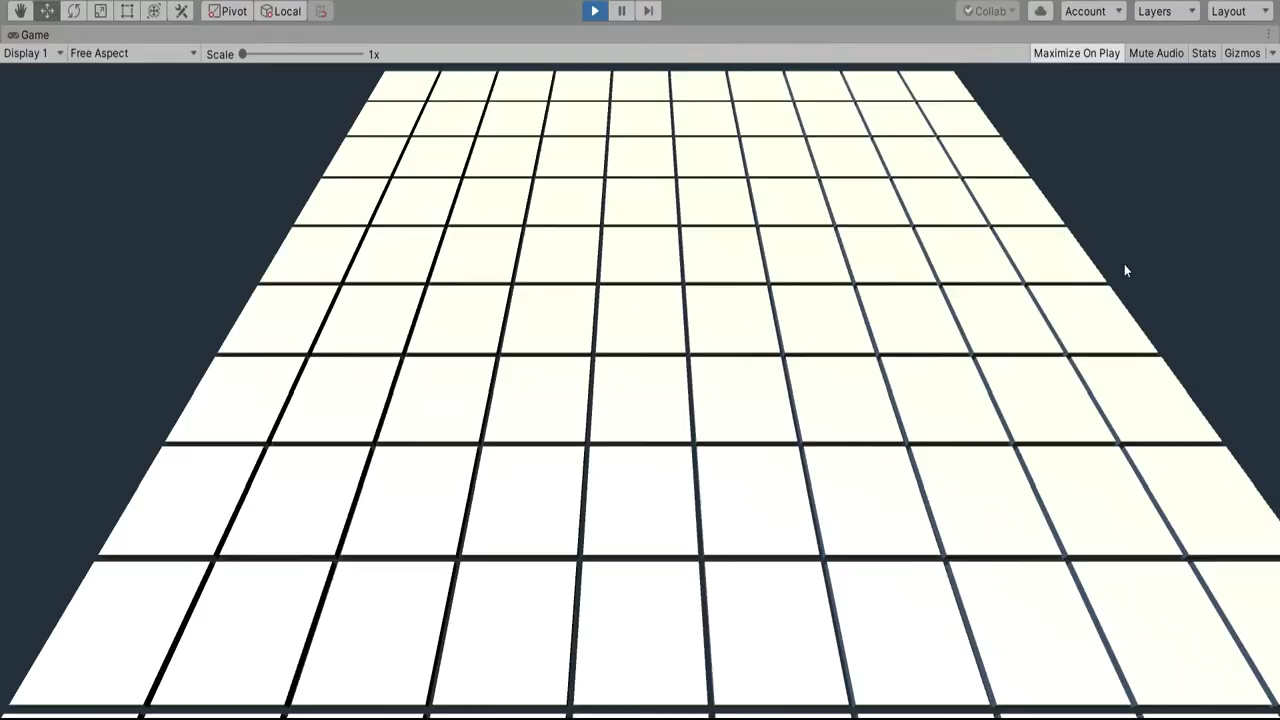 Pivot Local Collab Account Layers Layout
Game
Display 1 Free Aspect Scale 1x Maximize On Play Mute Audio Stats Gizmos